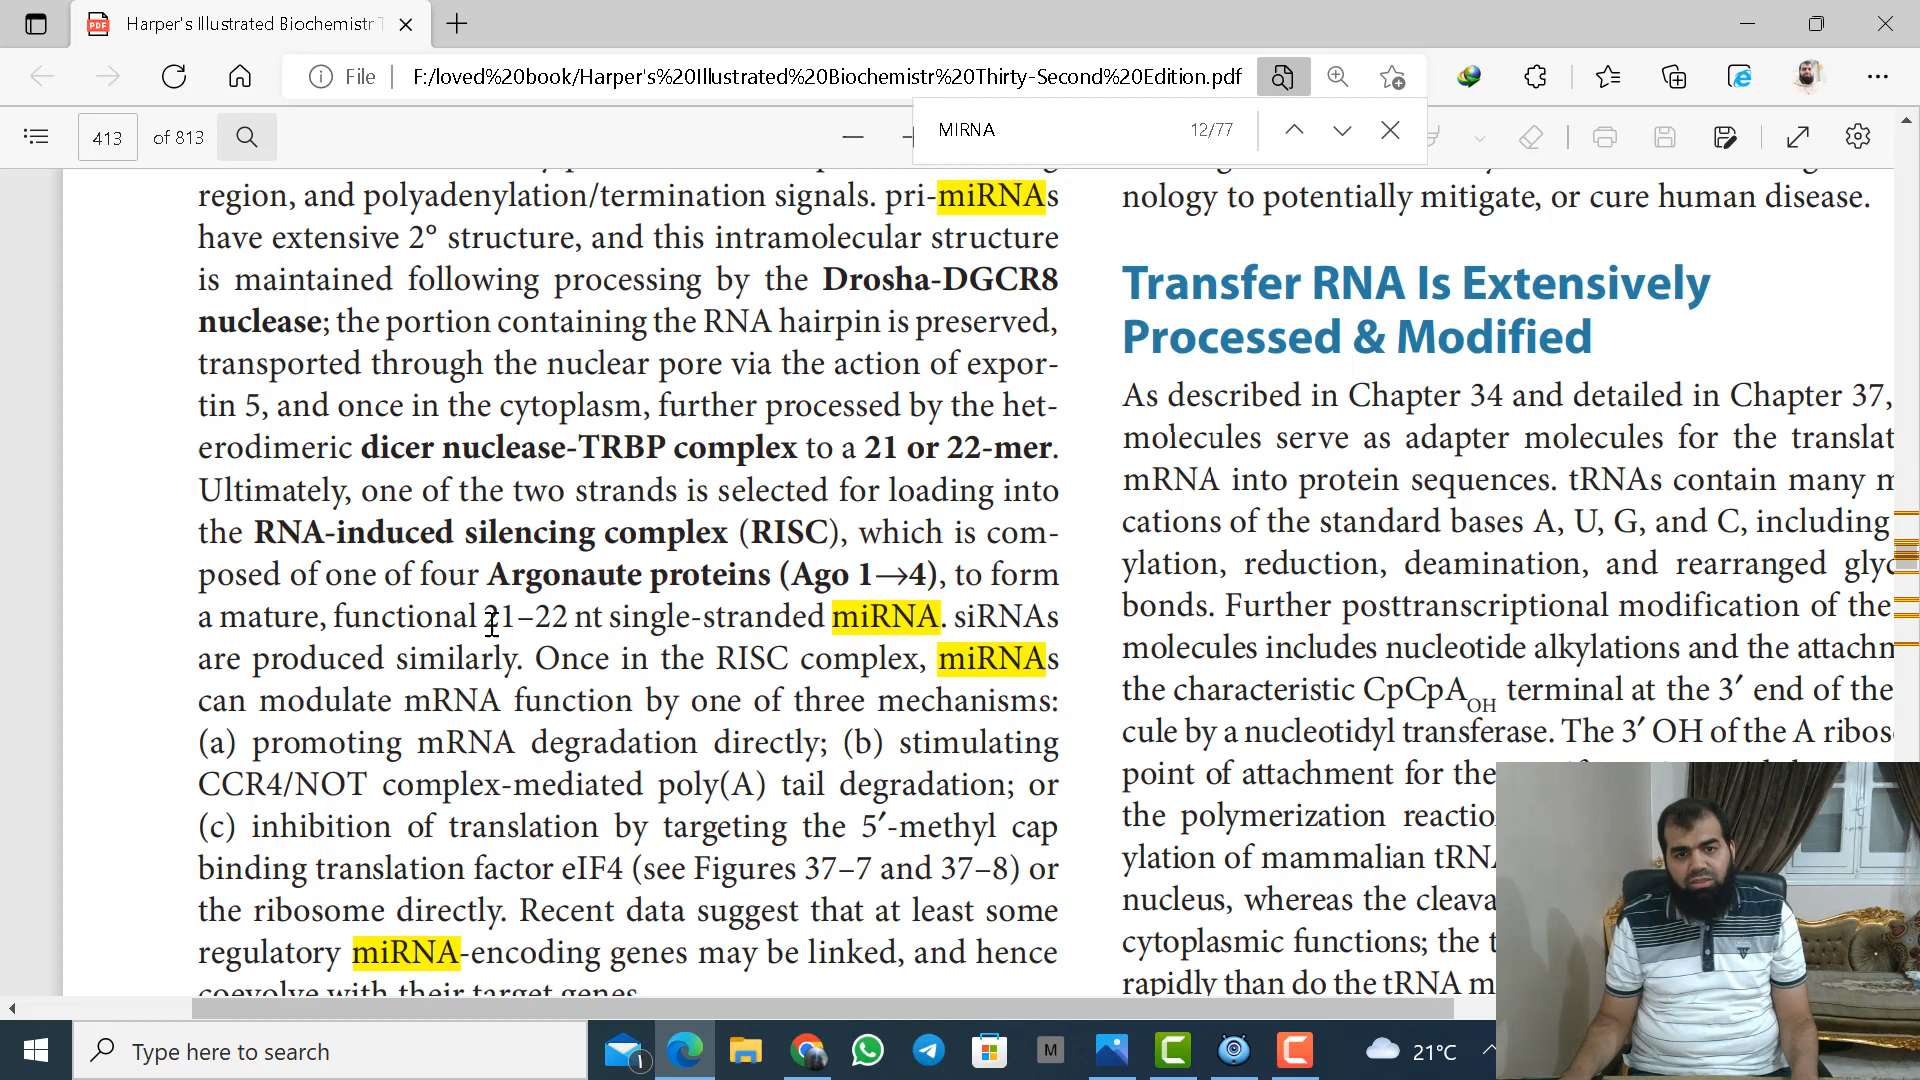 Harper's Illustrated Biochemistr
File
F:/loved%20book/Harper's%20Illustrated%20Biochemistr%20Thirty-Second%20Edition.pdf
MIRNA
12/77
413
of 813
region, and polyadenylation/termination signals. pri-miRNAs
have extensive 2° structure, and this intramolecular structure
is maintained following processing by the Drosha-DGCR8
nuclease; the portion containing the RNA hairpin is preserved,
transported through the nuclear pore via the action of expor-
tin 5, and once in the cytoplasm, further processed by the het-
erodimeric dicer nuclease-TRBP complex to a 21 or 22-mer.
Ultimately, one of the two strands is selected for loading into
the RNA-induced silencing complex (RISC), which is com-
posed of one of four Argonaute proteins (Ago 1→4), to form
a mature, functional 21–22 nt single-stranded miRNA. siRNAs
are produced similarly. Once in the RISC complex, miRNAs
can modulate mRNA function by one of three mechanisms:
(a) promoting mRNA degradation directly; (b) stimulating
CCR4/NOT complex-mediated poly(A) tail degradation; or
(c) inhibition of translation by targeting the 5′-methyl cap
binding translation factor eIF4 (see Figures 37–7 and 37–8) or
the ribosome directly. Recent data suggest that at least some
regulatory miRNA-encoding genes may be linked, and hence
coevolve with their target genes.
nology to potentially mitigate, or cure human disease.
Transfer RNA Is Extensively
Processed & Modified
As described in Chapter 34 and detailed in Chapter 37,
molecules serve as adapter molecules for the translat
mRNA into protein sequences. tRNAs contain many m
cations of the standard bases A, U, G, and C, including
ylation, reduction, deamination, and rearranged glyc
bonds. Further posttranscriptional modification of the
molecules includes nucleotide alkylations and the attachm
the characteristic CpCpAOH terminal at the 3′ end of the
cule by a nucleotidyl transferase. The 3′ OH of the A ribos
point of attachment for the
the polymerization reactio
ylation of mammalian tRNA
nucleus, whereas the cleava
cytoplasmic functions; the t
rapidly than do the tRNA m
Type here to search
21°C